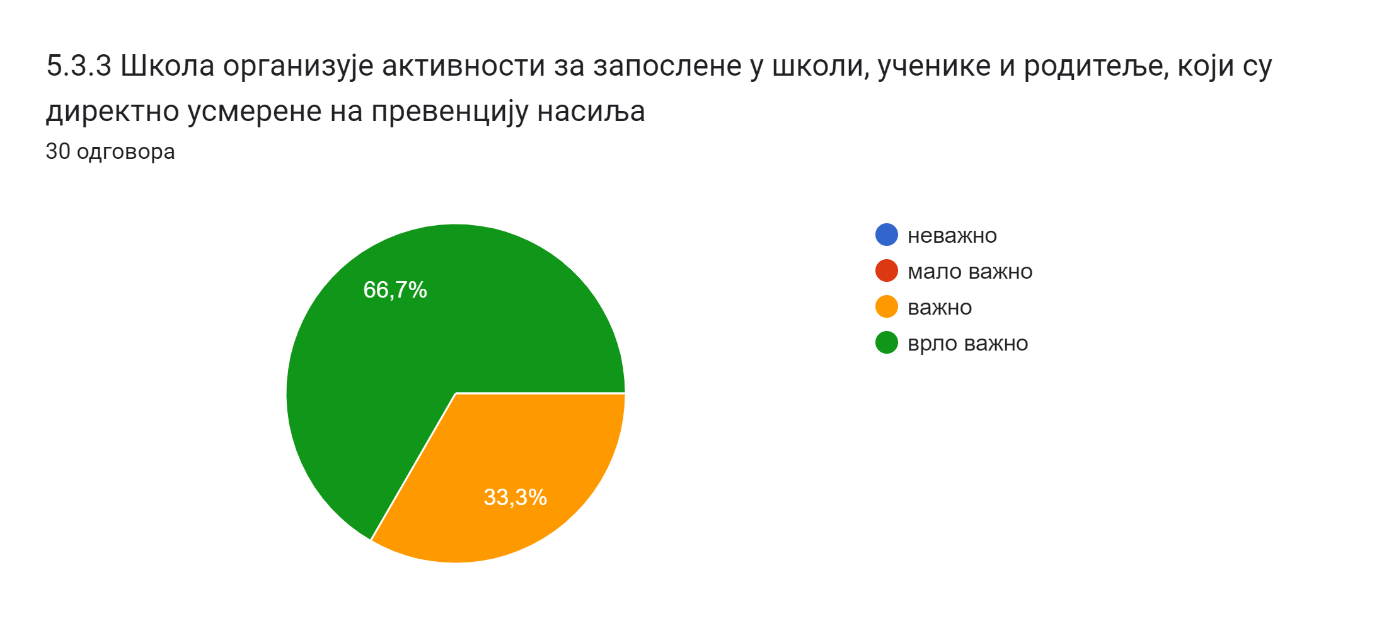 5.3.3 Школа организује активности за запослене у школи, ученике и родитеље, који су
директно усмерене на превенцију насиља
30 одговора
неважно
мало важно
важно
врло важно
66,7%
33,3%